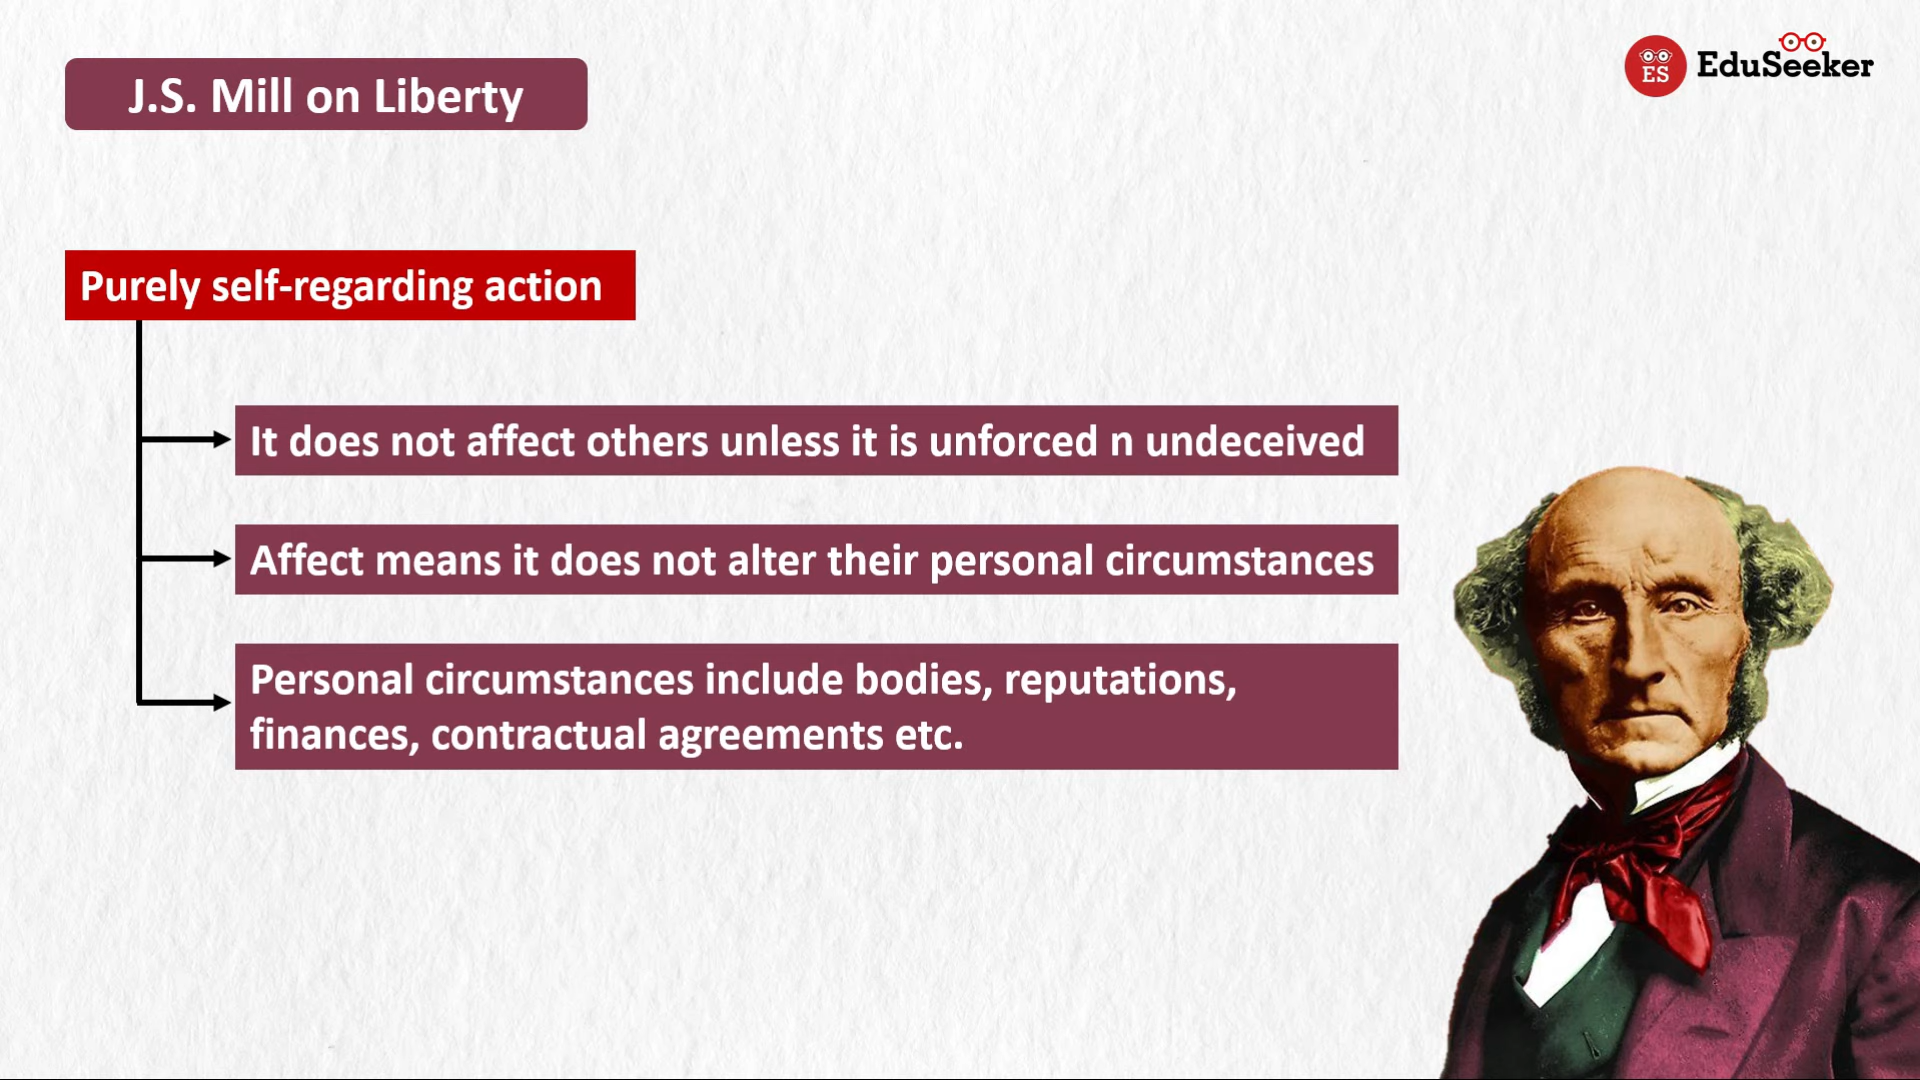 J.S. Mill on Liberty
ES
EduSeeker
Purely self-regarding action
It does not affect others unless it is unforced n undeceived
Affect means it does not alter their personal circumstances
Personal circumstances include bodies, reputations,
finances, contractual agreements etc.